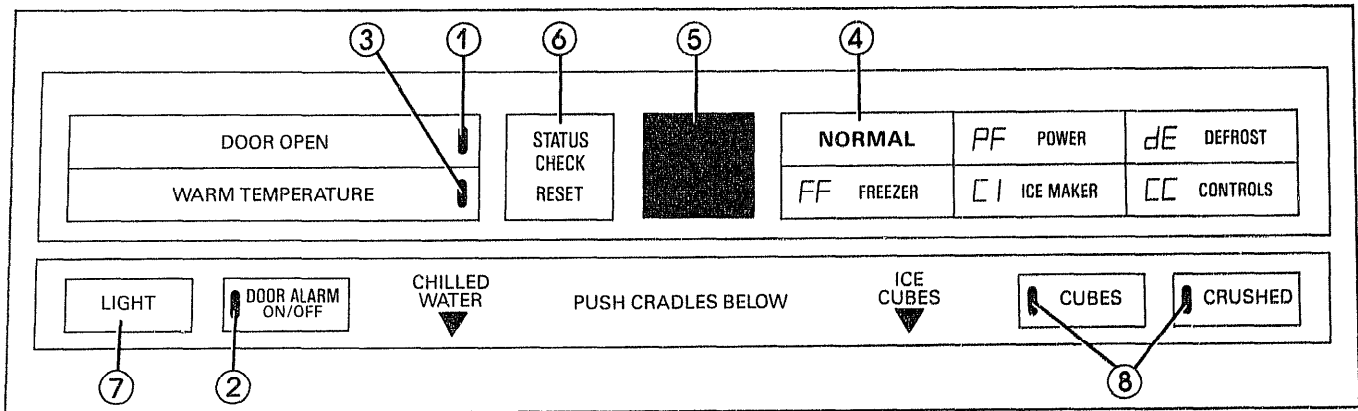 ③ ① ⑥ ⑤ ④
DOOR OPEN
WARM TEMPERATURE
STATUS
CHECK
RESET
NORMAL
PF POWER
dE DEFROST
FF FREEZER
CI ICE MAKER
CC CONTROLS
LIGHT
DOOR ALARM
ON/OFF
CHILLED
WATER
PUSH CRADLES BELOW
ICE
CUBES
CUBES
CRUSHED
⑦ ② ⑧